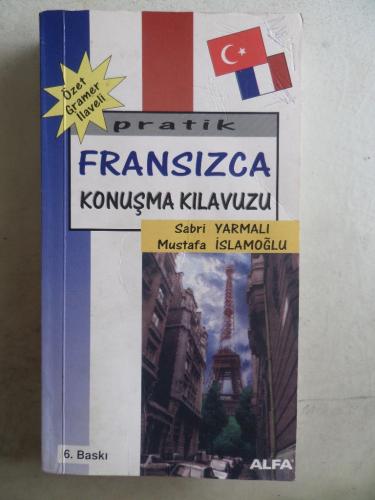 Özet
Gramer
İlaveli
pratik
FRANSIZCA
KONUŞMA KILAVUZU
Sabri YARMALI
Mustafa İSLAMOĞLU
6. Baskı
ALFA